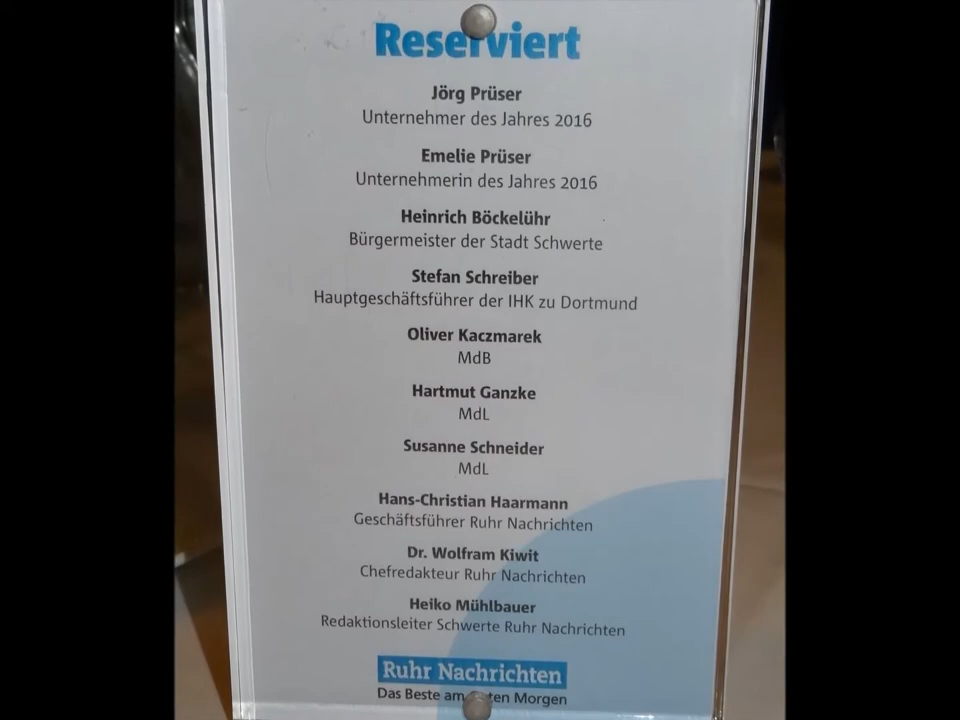 Reserviert
Jörg Prüser
Unternehmer des Jahres 2016
Emelie Prüser
Unternehmerin des Jahres 2016
Heinrich Böckelühr
Bürgermeister der Stadt Schwerte
Stefan Schreiber
Hauptgeschäftsführer der IHK zu Dortmund
Oliver Kaczmarek
MdB
Hartmut Ganzke
MdL
Susanne Schneider
MdL
Hans-Christian Haarmann
Geschäftsführer Ruhr Nachrichten
Dr. Wolfram Kiwit
Chefredakteur Ruhr Nachrichten
Heiko Mühlbauer
Redaktionsleiter Schwerte Ruhr Nachrichten
Ruhr Nachrichten
Das Beste am guten Morgen